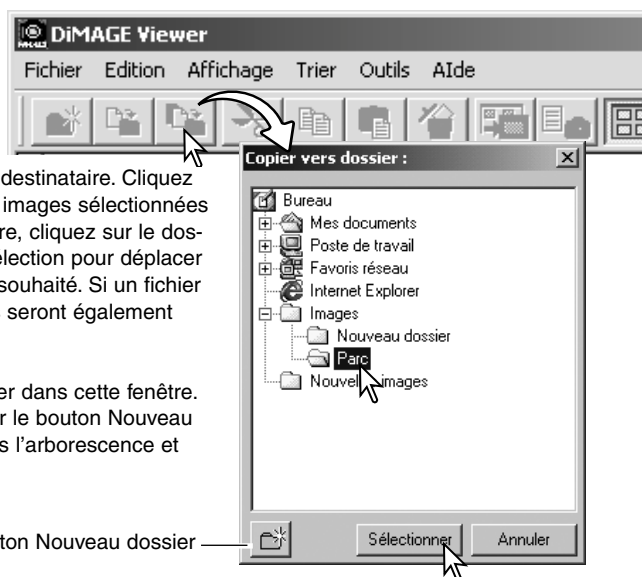 DiMAGE Viewer
Fichier Edition Affichage Trier Outils AIde
destinataire. Cliquez
images sélectionnées
re, cliquez sur le dos-
élection pour déplacer
souhaité. Si un fichier
s seront également
er dans cette fenêtre.
r le bouton Nouveau
s l'arborescence et
ton Nouveau dossier
Copier vers dossier :
Bureau
Mes documents
Poste de travail
Favoris réseau
Internet Explorer
Images
Nouveau dossier
Parc
images
Sélectionner Annuler